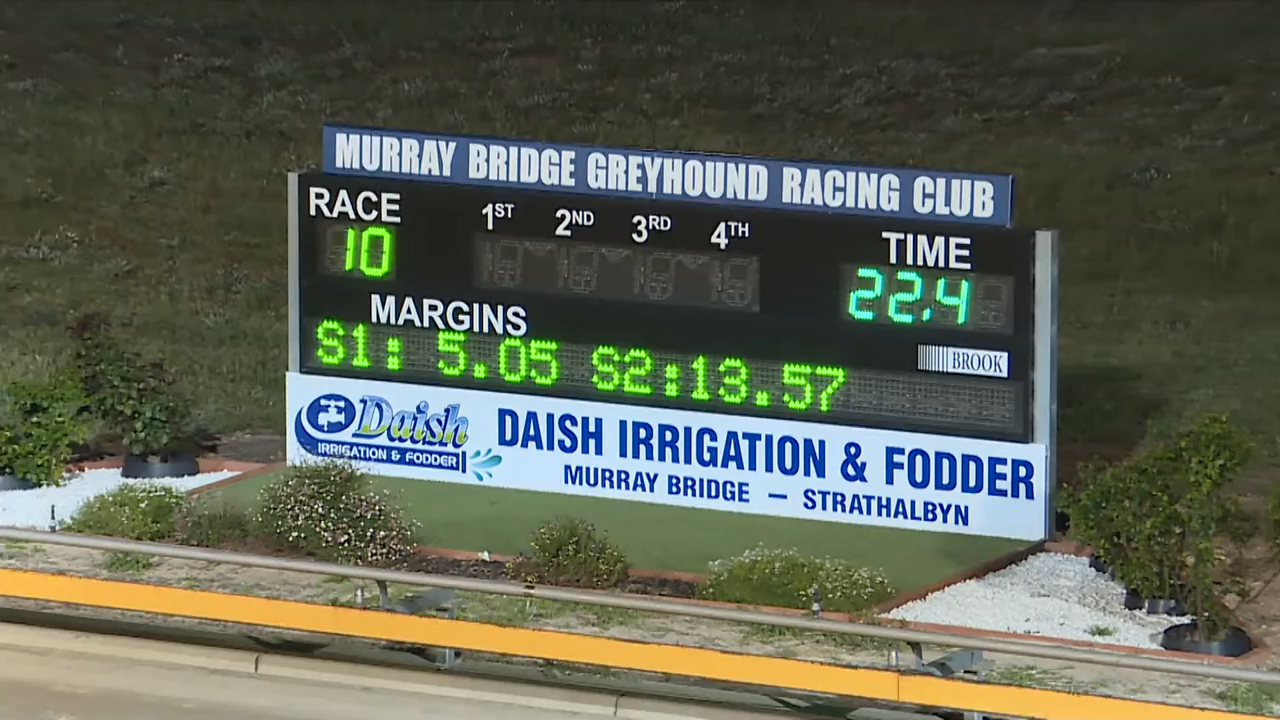 MURRAY BRIDGE GREYHOUND RACING CLUB
RACE 1ST 2ND 3RD 4TH TIME
10 22.4
MARGINS
S1: 5.05 S2:13.57
BROOK
Daish
IRRIGATION & FODDER
DAISH IRRIGATION & FODDER
MURRAY BRIDGE – STRATHALBYN